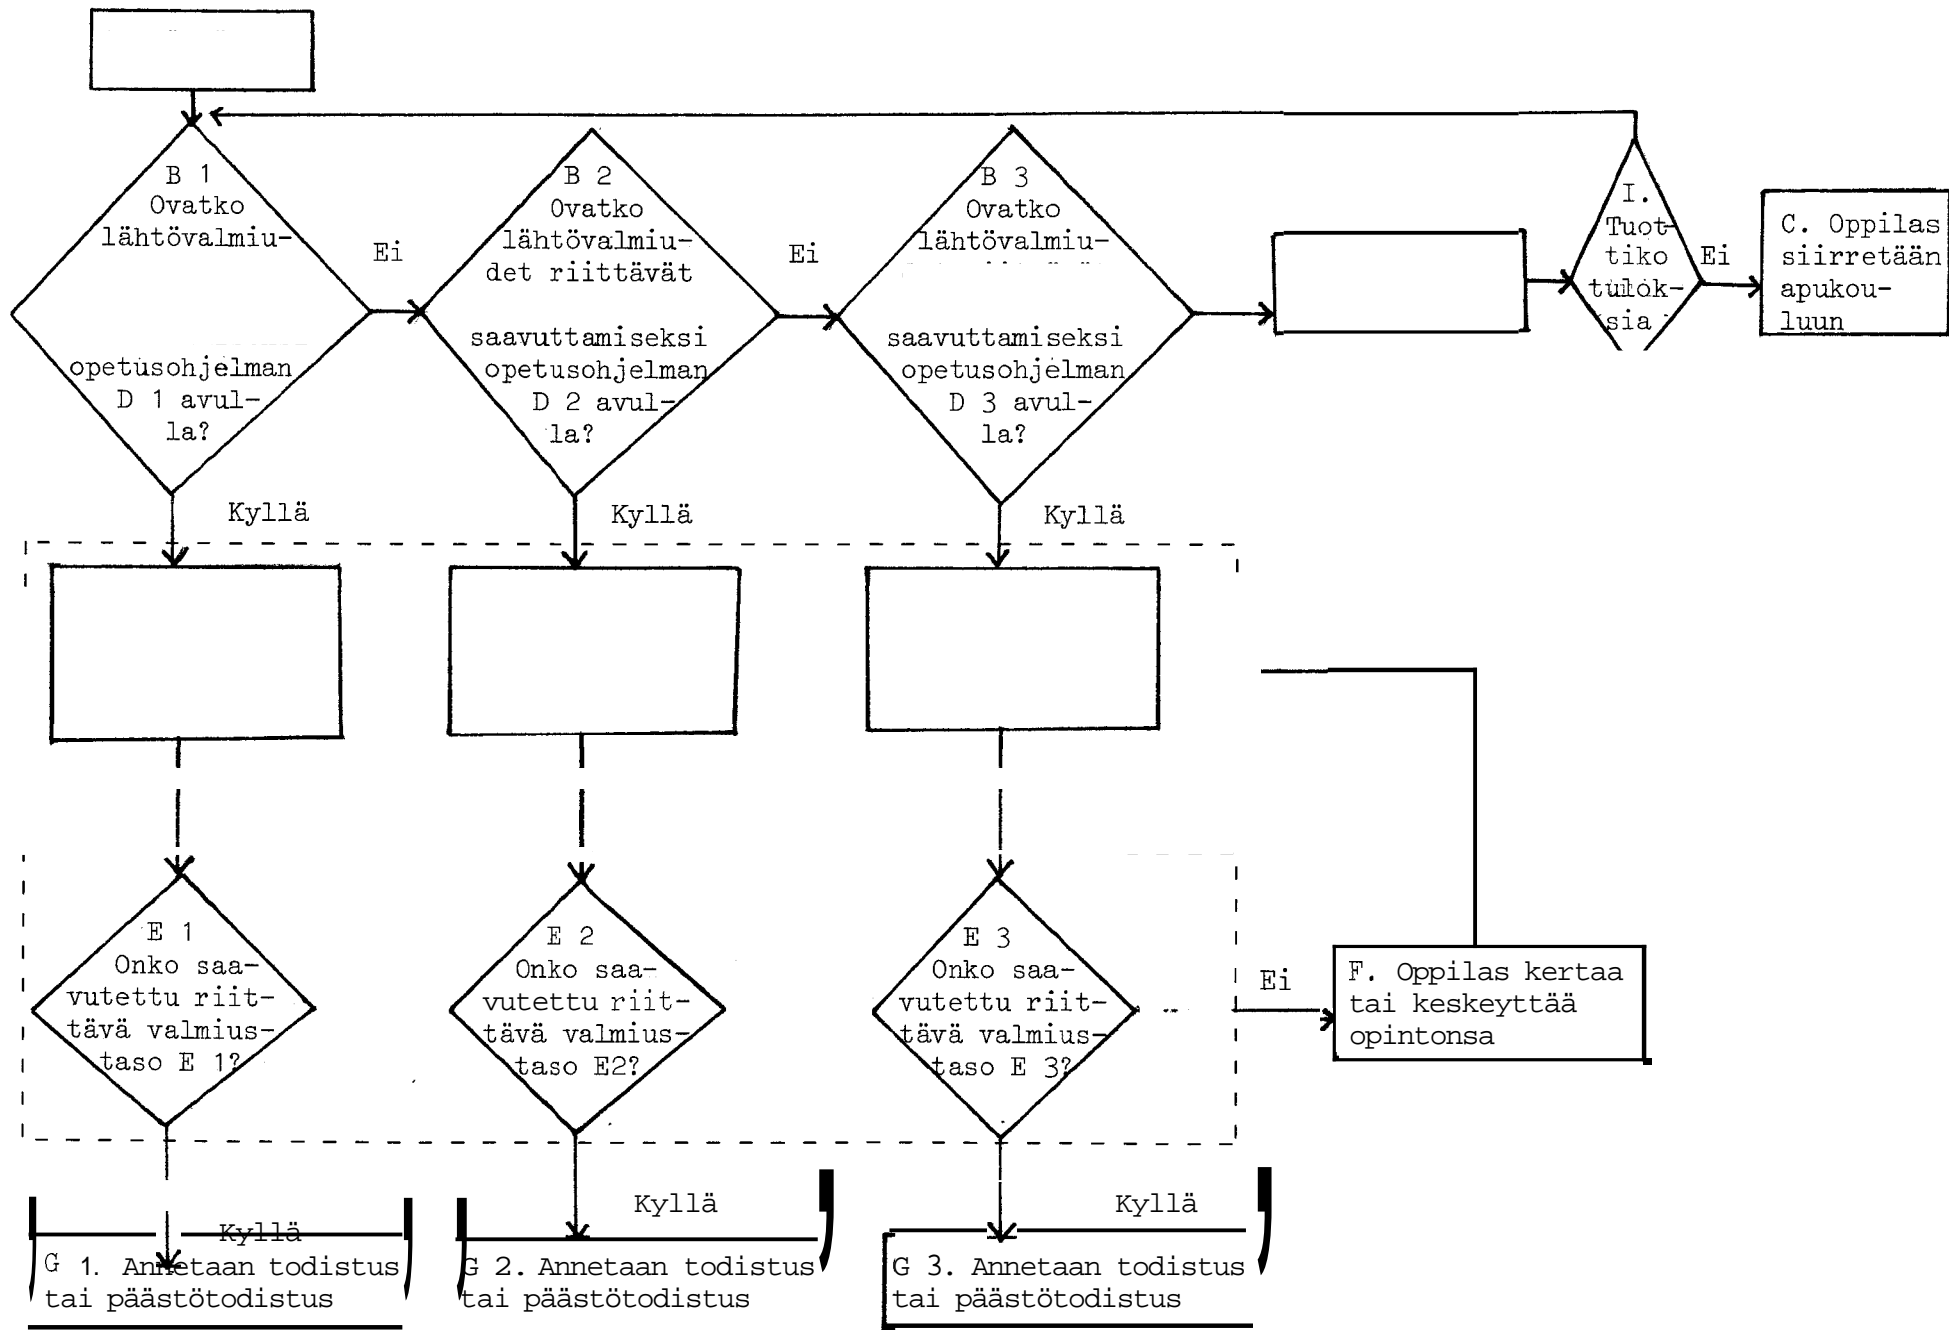 B 1
Ovatko
lähtövalmiu-
opetusohjelman
D 1 avul-
la?
Ei
B 2
Ovatko
lähtövalmiu-
det riittävät
saavuttamiseksi
opetusohjelman
D 2 avul-
la?
Ei
B 3
Ovatko
lähtövalmiu-
saavuttamiseksi
opetusohjelman
D 3 avul-
la?
I.
Tuot-
tiko
tulok-
sia
Ei
C. Oppilas
siirretään
apukou-
luun
Kyllä
Kyllä
Kyllä
E 1
Onko saa-
vutettu riit-
tävä valmius-
taso E 1?
E 2
Onko saa-
vutettu riit-
tävä valmius-
taso E2?
E 3
Onko saa-
vutettu riit-
tävä valmius-
taso E 3?
Ei
F. Oppilas kertaa
tai keskeyttää
opintonsa
Kyllä
G 1. Annetaan todistus
tai päästötodistus
Kyllä
G 2. Annetaan todistus
tai päästötodistus
Kyllä
G 3. Annetaan todistus
tai päästötodistus